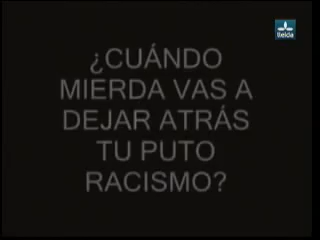 lleida
¿CUÁNDO
MIERDA VAS A
DEJAR ATRÁS
TU PUTO
RACISMO?